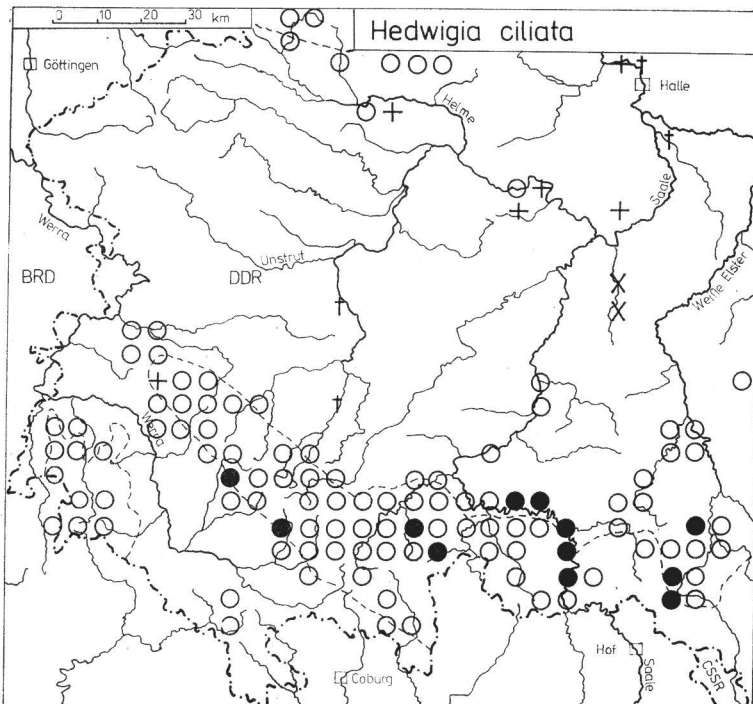 0 10 20 30 km
Hedwigia ciliata
Göttingen
Halle
Helme
Saale
Werra
Unstrut
BRD
DDR
Weiße Elster
Werra
Hof
Saale
Coburg
CSSR